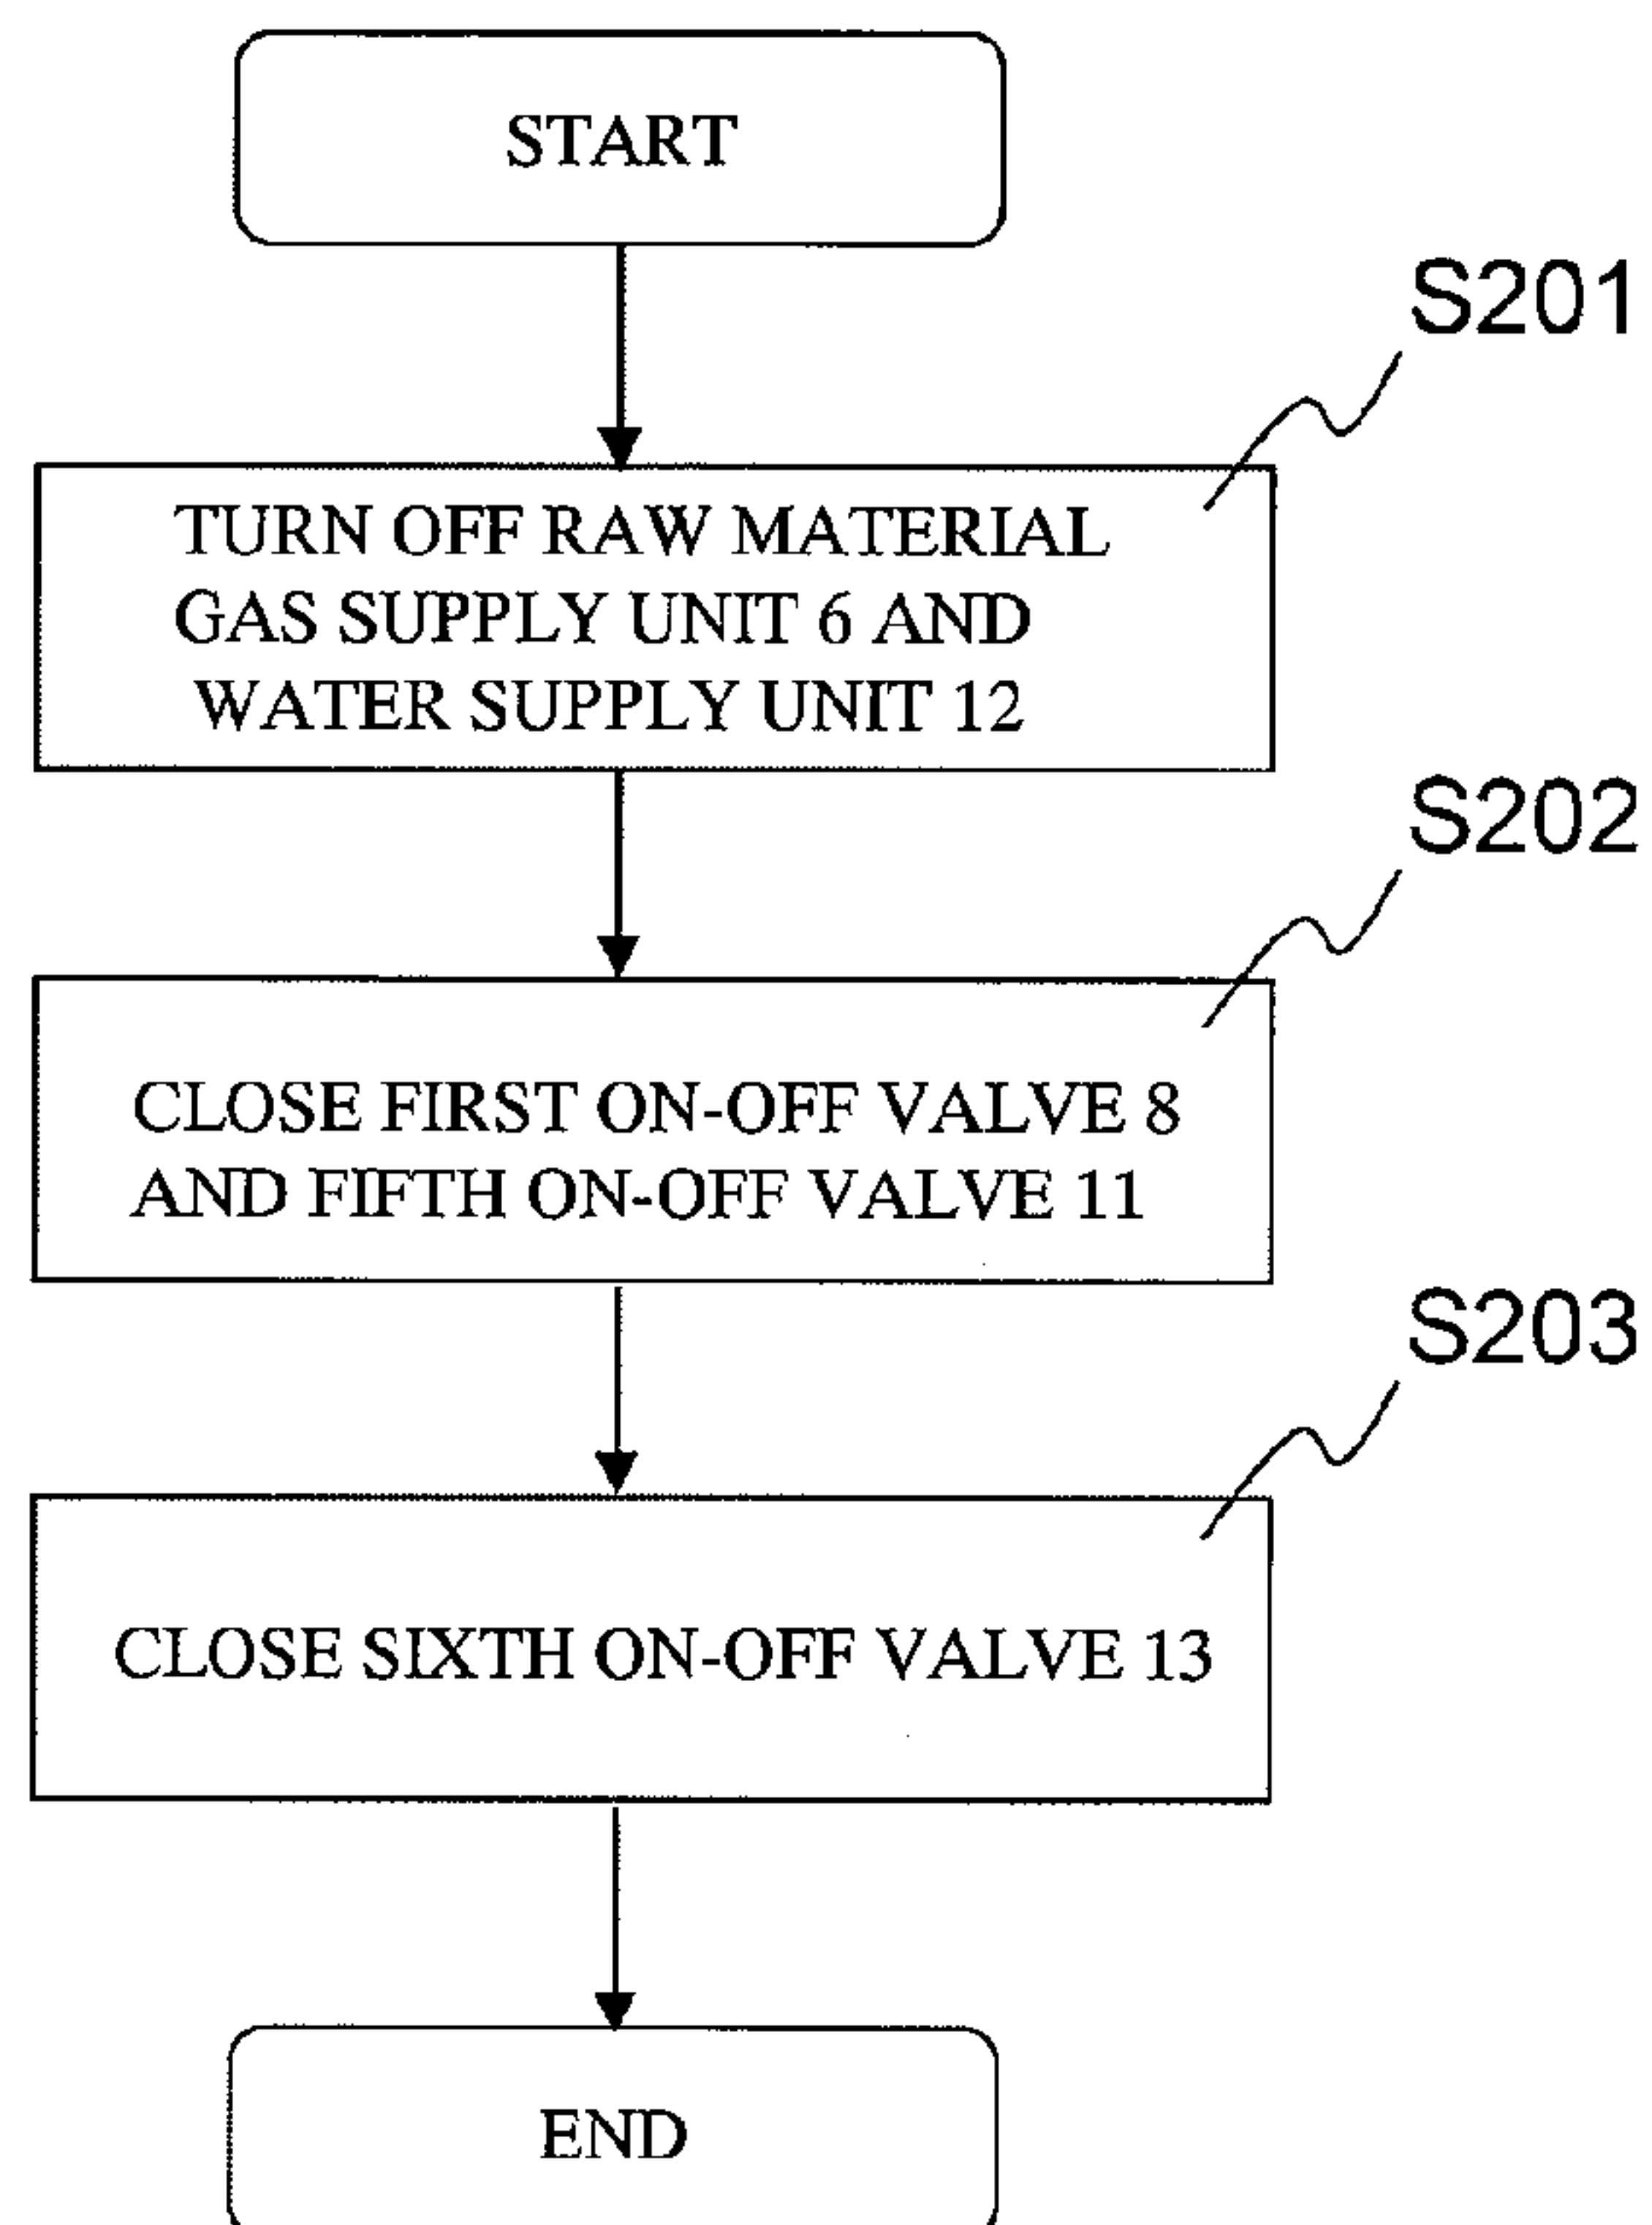 START
S201
TURN OFF RAW MATERIAL
GAS SUPPLY UNIT 6 AND
WATER SUPPLY UNIT 12
S202
CLOSE FIRST ON-OFF VALVE 8
AND FIFTH ON-OFF VALVE 11
S203
CLOSE SIXTH ON-OFF VALVE 13
END